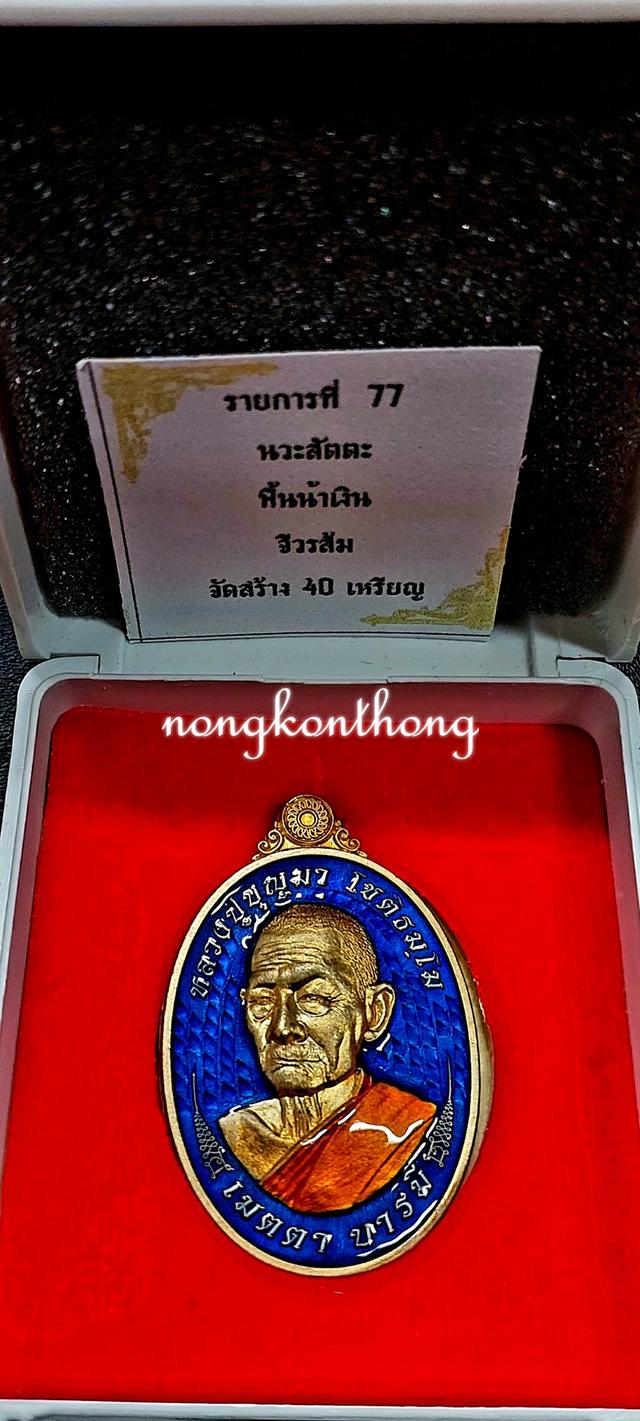 รายการที่ 77
นวะสัตตะ
พื้นน้ำเงิน
จีวรส้ม
จัดสร้าง 40 เหรียญ
nongkonthong
หลวงปู่บุญมา โชติธมฺโม
เมตตา บารมี